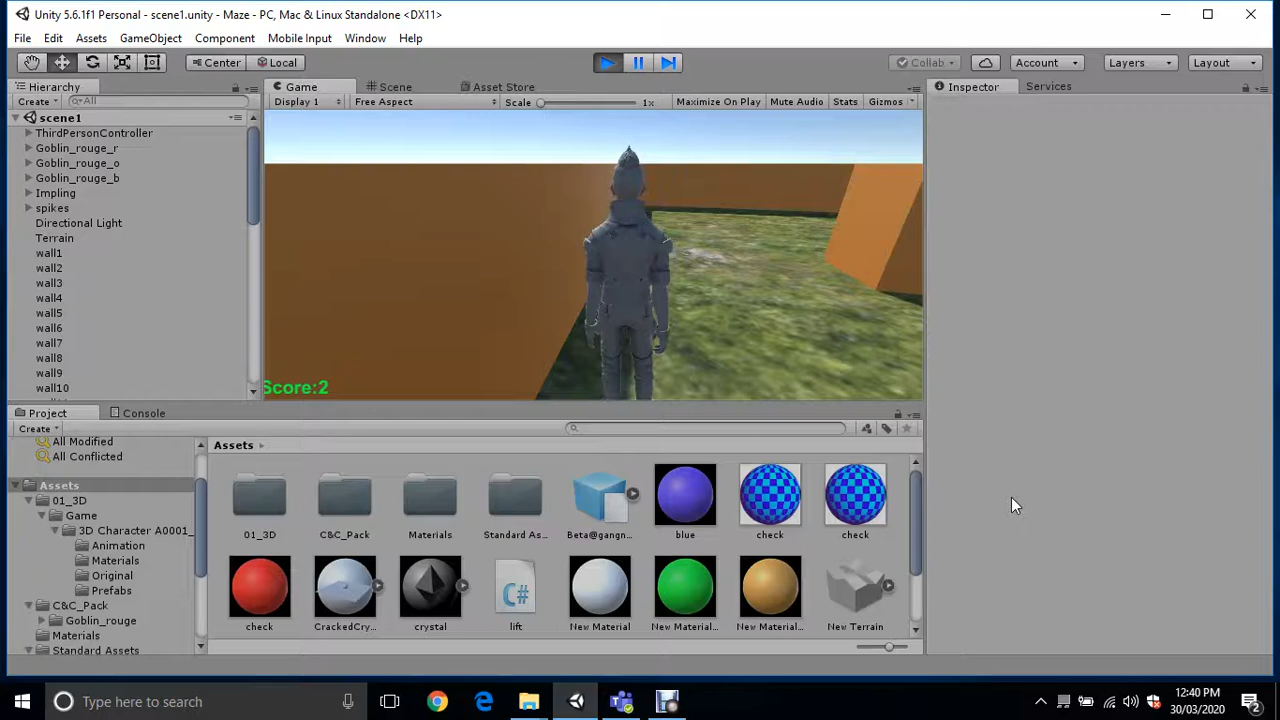 Unity 5.6.1f1 Personal - scene1.unity - Maze - PC, Mac & Linux Standalone <DX11>
File Edit Assets GameObject Component Mobile Input Window Help
Center Local Collab Account Layers Layout
Hierarchy Game Scene Asset Store Inspector Services
Create All Display 1 Free Aspect Scale 1x Maximize On Play Mute Audio Stats Gizmos
scene1
ThirdPersonController
Goblin_rouge_r
Goblin_rouge_o
Goblin_rouge_b
Impling
spikes
Directional Light
Terrain
wall1
wall2
wall3
wall4
wall5
wall6
wall7
wall8
wall9
wall10
Score:2
Project Console
Create
All Modified
All Conflicted
Assets
01_3D
Game
3D Character A0001_
Animation
Materials
Original
Prefabs
C&C_Pack
Goblin_rouge
Materials
Standard Assets
Assets
01_3D C&C_Pack Materials Standard As... Beta@gangn... blue check check
C#
check CrackedCry... crystal lift New Material New Material... New Material... New Terrain
Type here to search
12:40 PM
30/03/2020
2